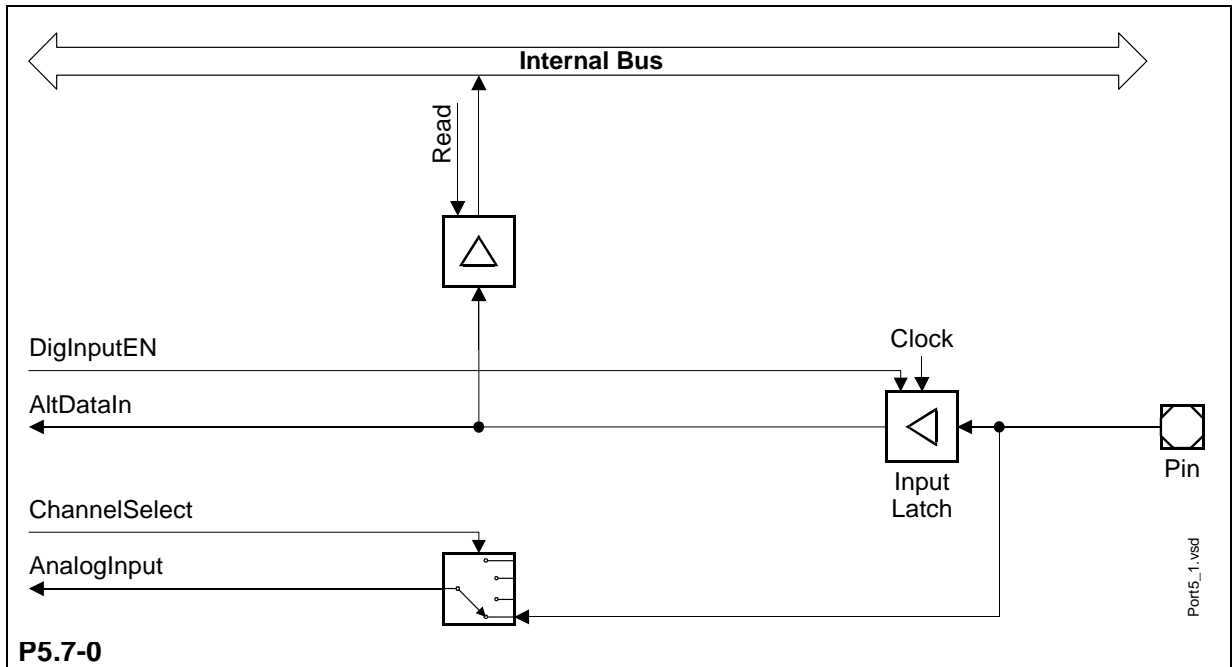 Internal Bus
Read
DigInputEN
Clock
AltDataIn
Pin
Input
Latch
ChannelSelect
AnalogInput
Port5_1.vsd
P5.7-0